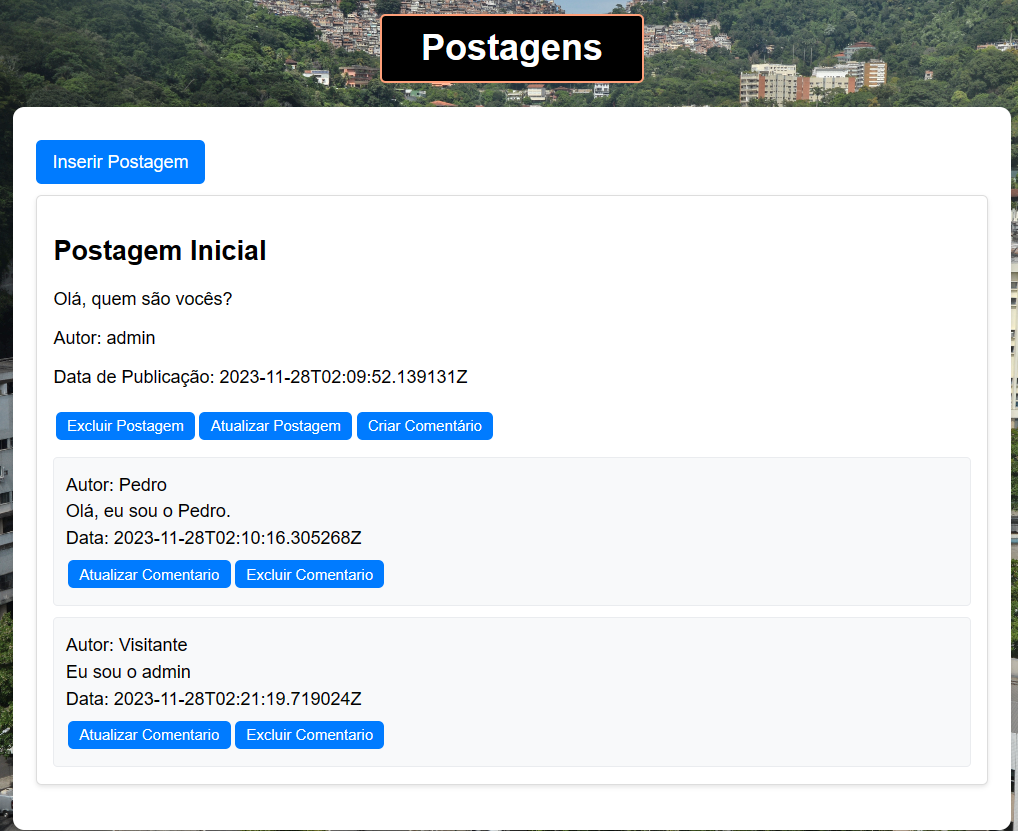 Postagens
Inserir Postagem
Postagem Inicial
Olá, quem são vocês?
Autor: admin
Data de Publicação: 2023-11-28T02:09:52.139131Z
Excluir Postagem Atualizar Postagem Criar Comentário
Autor: Pedro
Olá, eu sou o Pedro.
Data: 2023-11-28T02:10:16.305268Z
Atualizar Comentario Excluir Comentario
Autor: Visitante
Eu sou o admin
Data: 2023-11-28T02:21:19.719024Z
Atualizar Comentario Excluir Comentario